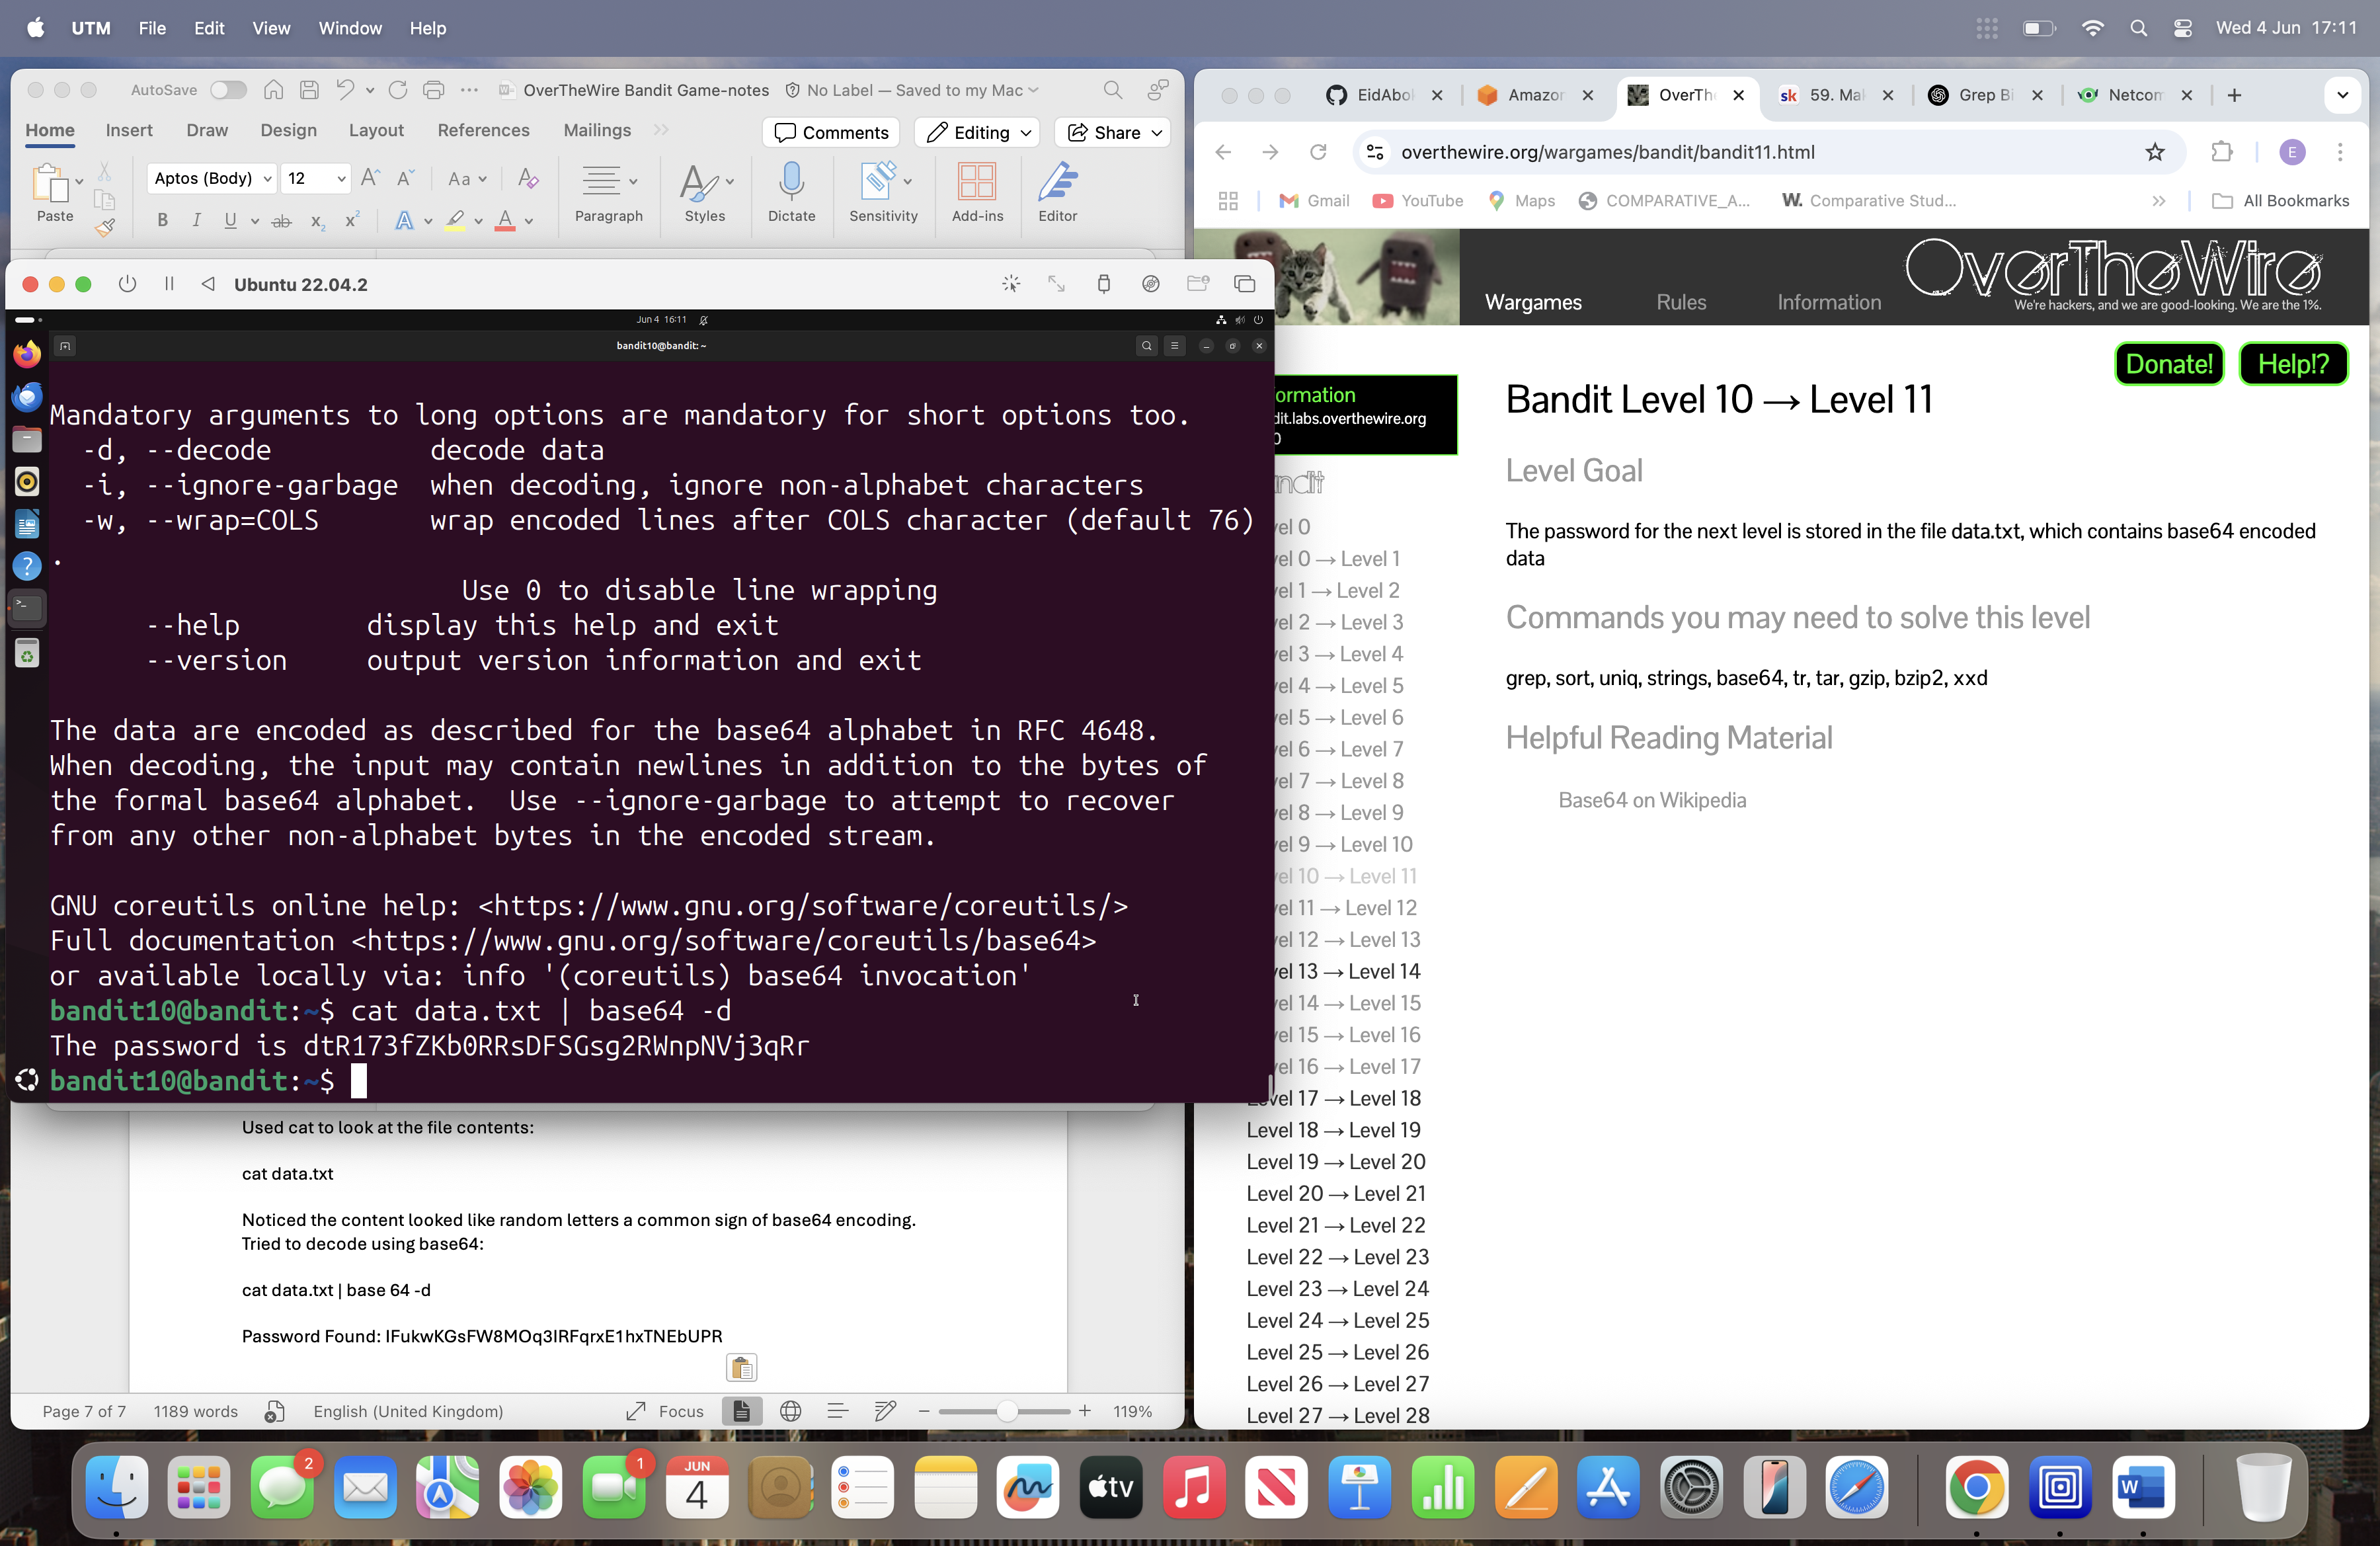 UTM File Edit View Window Help Wed 4 Jun 17:11
AutoSave OverTheWire Bandit Game-notes No Label — Saved to my Mac
Home Insert Draw Design Layout References Mailings Comments Editing Share
Aptos (Body) 12
Paste Paragraph Styles Dictate Sensitivity Add-ins Editor
Ubuntu 22.04.2
Jun 4 16:11
bandit10@bandit: ~
Mandatory arguments to long options are mandatory for short options too.
-d, --decode decode data
-i, --ignore-garbage when decoding, ignore non-alphabet characters
-w, --wrap=COLS wrap encoded lines after COLS character (default 76)
.
Use 0 to disable line wrapping
--help display this help and exit
--version output version information and exit
The data are encoded as described for the base64 alphabet in RFC 4648.
When decoding, the input may contain newlines in addition to the bytes of
the formal base64 alphabet. Use --ignore-garbage to attempt to recover
from any other non-alphabet bytes in the encoded stream.
GNU coreutils online help: <https://www.gnu.org/software/coreutils/>
Full documentation <https://www.gnu.org/software/coreutils/base64>
or available locally via: info '(coreutils) base64 invocation'
bandit10@bandit:~$ cat data.txt | base64 -d
The password is dtR173fZKb0RRsDFSGsg2RWnpNVj3qRr
bandit10@bandit:~$
Used cat to look at the file contents:
cat data.txt
Noticed the content looked like random letters a common sign of base64 encoding.
Tried to decode using base64:
cat data.txt | base 64 -d
Password Found: IFukwKGsFW8MOq3IRFqrxE1hxTNEbUPR
Page 7 of 7 1189 words English (United Kingdom) Focus 119%
EidAbo Amazon OverThe 59. Mak Grep Bi Netcom
overthewire.org/wargames/bandit/bandit11.html E
Gmail YouTube Maps COMPARATIVE_A... W. Comparative Stud... All Bookmarks
OverTheWire
We're hackers, and we are good-looking. We are the 1%.
Wargames Rules Information
Donate! Help!?
ormation
dit.labs.overthewire.org
0
ndit
el 0
el 0 → Level 1
el 1 → Level 2
el 2 → Level 3
el 3 → Level 4
el 4 → Level 5
el 5 → Level 6
el 6 → Level 7
el 7 → Level 8
el 8 → Level 9
el 9 → Level 10
el 10 → Level 11
el 11 → Level 12
el 12 → Level 13
el 13 → Level 14
el 14 → Level 15
el 15 → Level 16
el 16 → Level 17
Level 17 → Level 18
Level 18 → Level 19
Level 19 → Level 20
Level 20 → Level 21
Level 21 → Level 22
Level 22 → Level 23
Level 23 → Level 24
Level 24 → Level 25
Level 25 → Level 26
Level 26 → Level 27
Level 27 → Level 28
Bandit Level 10 → Level 11
Level Goal
The password for the next level is stored in the file data.txt, which contains base64 encoded
data
Commands you may need to solve this level
grep, sort, uniq, strings, base64, tr, tar, gzip, bzip2, xxd
Helpful Reading Material
Base64 on Wikipedia
2 1 JUN 4 tv W